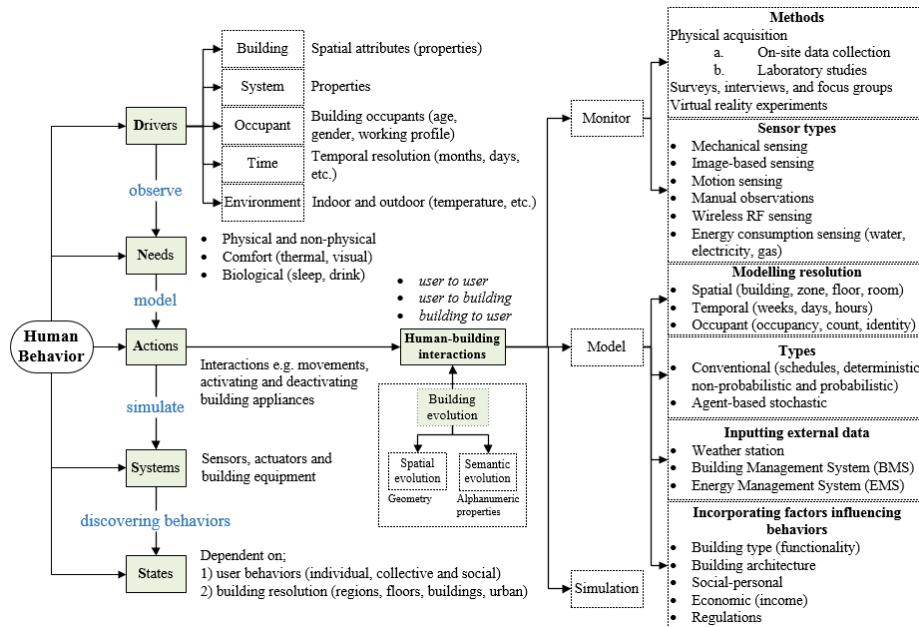 Human
Behavior
Drivers
observe
Needs
model
Actions
simulate
Systems
discovering behaviors
States
Building
Spatial attributes (properties)
System
Properties
Occupant
Building occupants (age,
gender, working profile)
Time
Temporal resolution (months, days,
etc.)
Environment
Indoor and outdoor (temperature, etc.)
• Physical and non-physical
• Comfort (thermal, visual)
• Biological (sleep, drink)
Interactions e.g. movements,
activating and deactivating
building appliances
Sensors, actuators and
building equipment
Dependent on;
1) user behaviors (individual, collective and social)
2) building resolution (regions, floors, buildings, urban)
• user to user
• user to building
• building to user
Human-building
interactions
Building
evolution
Spatial
evolution
Geometry
Semantic
evolution
Alphanumeric
properties
Monitor
Model
Simulation
Methods
Physical acquisition
a. On-site data collection
b. Laboratory studies
Surveys, interviews, and focus groups
Virtual reality experiments
Sensor types
• Mechanical sensing
• Image-based sensing
• Motion sensing
• Manual observations
• Wireless RF sensing
• Energy consumption sensing (water,
electricity, gas)
Modelling resolution
• Spatial (building, zone, floor, room)
• Temporal (weeks, days, hours)
• Occupant (occupancy, count, identity)
Types
• Conventional (schedules, deterministic,
non-probabilistic and probabilistic)
• Agent-based stochastic
Inputting external data
• Weather station
• Building Management System (BMS)
• Energy Management System (EMS)
Incorporating factors influencing
behaviors
• Building type (functionality)
• Building architecture
• Social-personal
• Economic (income)
• Regulations